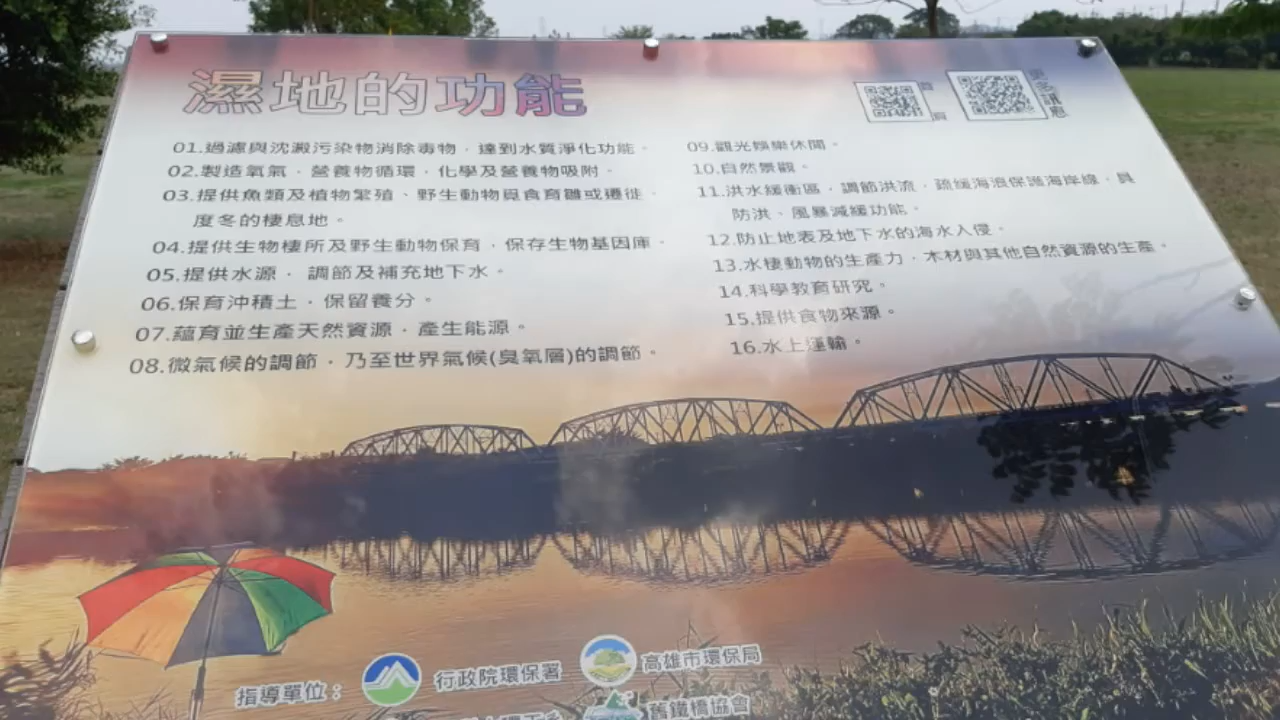 濕地的功能
01.過濾與沈澱污染物消除毒物，達到水質淨化功能。
02.製造氧氣，營養物循環，化學及營養物吸附。
03.提供魚類及植物繁殖、野生動物覓食育雛或遷徙
度冬的棲息地。
04.提供生物棲所及野生動物保育，保存生物基因庫。
05.提供水源， 調節及補充地下水。
06.保育沖積土，保留養分。
07.蘊育並生產天然資源，產生能源。
08.微氣候的調節，乃至世界氣候(臭氧層)的調節。
09.觀光娛樂休閒。
10.自然景觀。
11.洪水緩衝區，調節洪流，疏緩海浪保護海岸線，具
防洪、風暴減緩功能。
12.防止地表及地下水的海水入侵。
13.水棲動物的生產力，木材與其他自然資源的生產。
14.科學教育研究。
15.提供食物來源。
16.水上運輸。
指導單位：
行政院環保署
高雄市環保局
舊鐵橋協會